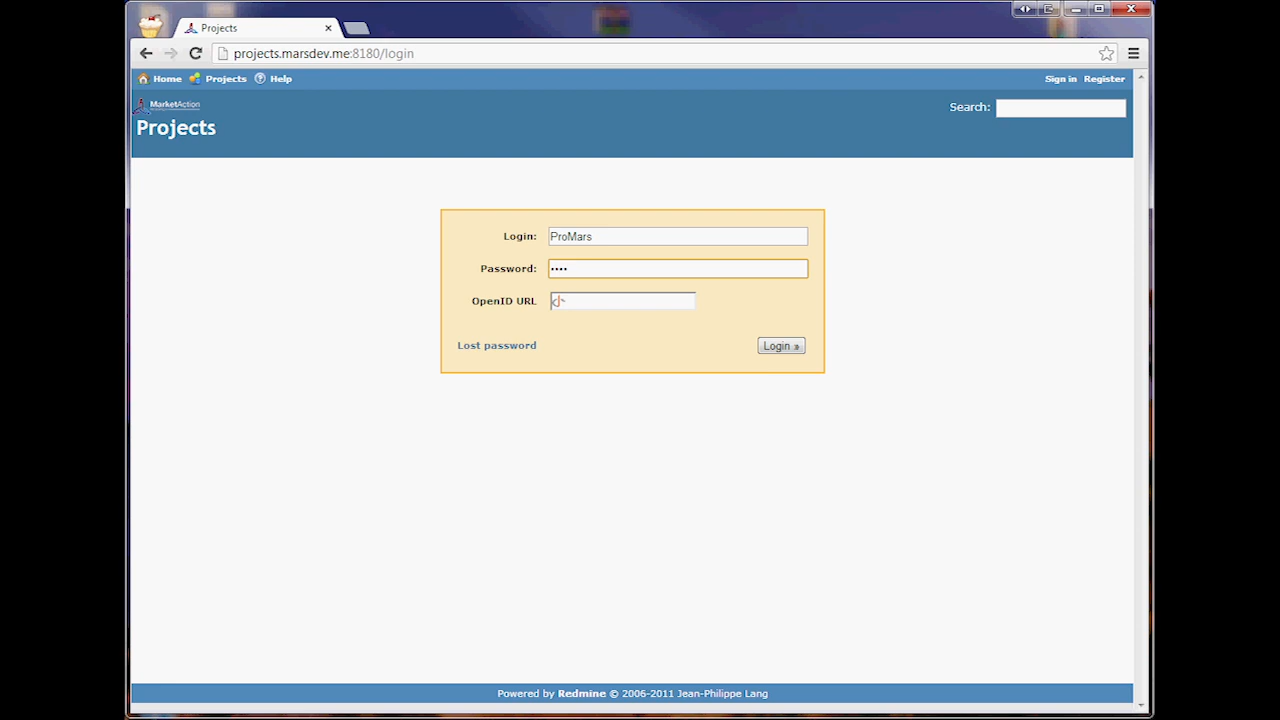 Projects
projects.marsdev.me:8180/login
Home Projects Help Sign in Register
MarketAction
Search:
Projects
Login: ProMars
Password: ••••
OpenID URL
Lost password Login »
Powered by Redmine © 2006-2011 Jean-Philippe Lang